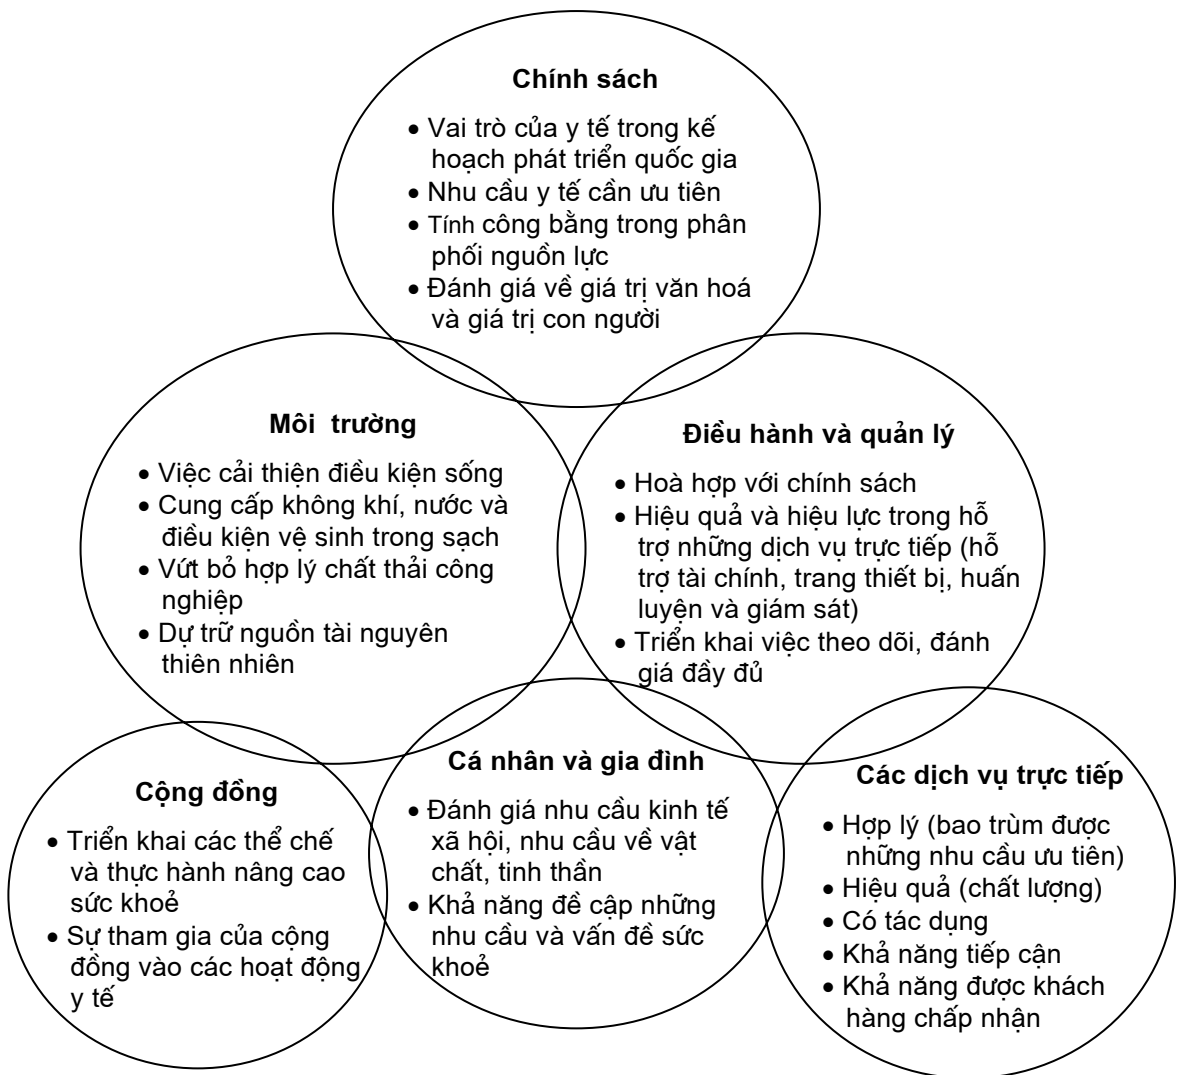 Chính sách
• Vai trò của y tế trong kế
hoạch phát triển quốc gia
• Nhu cầu y tế cần ưu tiên
• Tính công bằng trong phân
phối nguồn lực
• Đánh giá về giá trị văn hoá
và giá trị con người
Môi trường
• Việc cải thiện điều kiện sống
• Cung cấp không khí, nước và
điều kiện vệ sinh trong sạch
• Vứt bỏ hợp lý chất thải công
nghiệp
• Dự trữ nguồn tài nguyên
thiên nhiên
Điều hành và quản lý
• Hoà hợp với chính sách
• Hiệu quả và hiệu lực trong hỗ
trợ những dịch vụ trực tiếp (hỗ
trợ tài chính, trang thiết bị, huấn
luyện và giám sát)
• Triển khai việc theo dõi, đánh
giá đầy đủ
Cộng đồng
• Triển khai các thể chế
và thực hành nâng cao
sức khoẻ
• Sự tham gia của cộng
đồng vào các hoạt động
y tế
Cá nhân và gia đình
• Đánh giá nhu cầu kinh tế
xã hội, nhu cầu về vật
chất, tinh thần
• Khả năng đề cập những
nhu cầu và vấn đề sức
khoẻ
Các dịch vụ trực tiếp
• Hợp lý (bao trùm được
những nhu cầu ưu tiên)
• Hiệu quả (chất lượng)
• Có tác dụng
• Khả năng tiếp cận
• Khả năng được khách
hàng chấp nhận